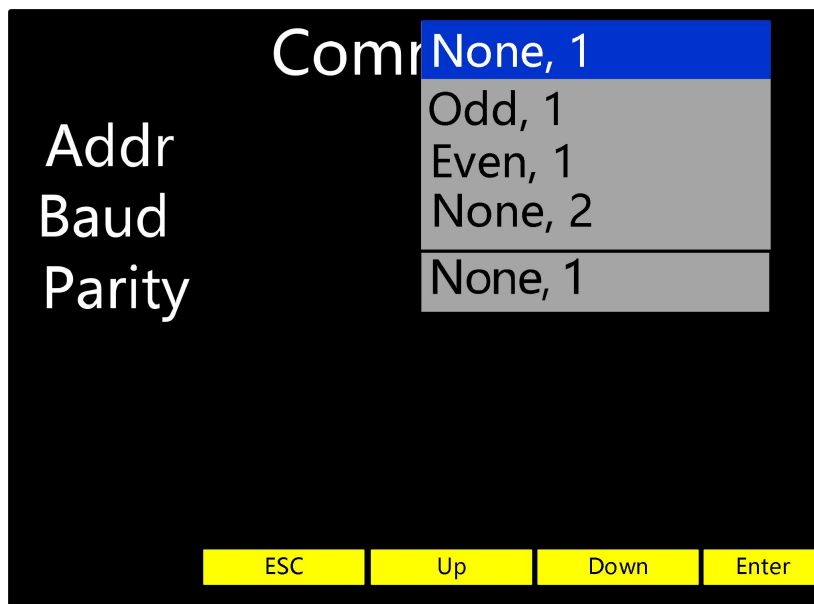 Comm
None, 1
Odd, 1
Addr
Even, 1
Baud
None, 2
Parity
None, 1
ESC
Up
Down
Enter